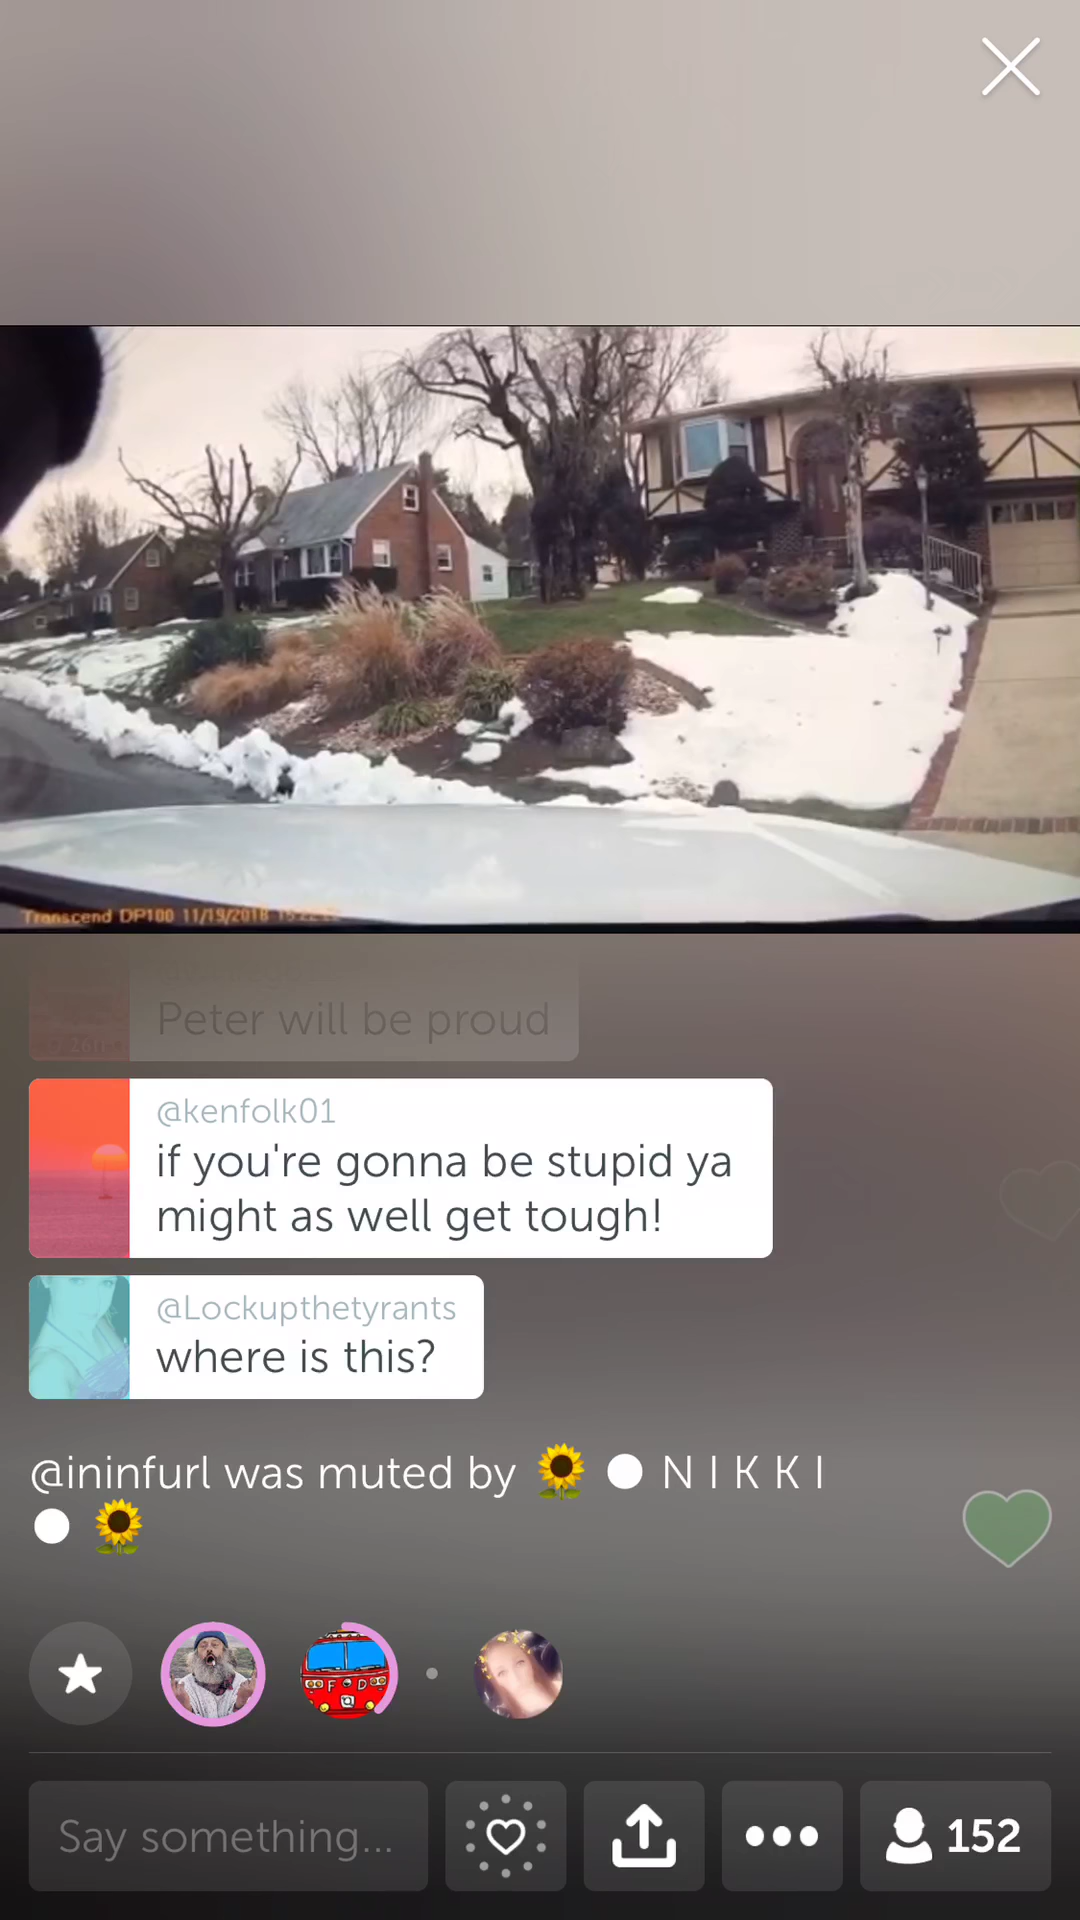 Transcend DP100 11/19/2018
Peter will be proud
@kenfolk01
if you're gonna be stupid ya
might as well get tough!
@Lockupthetyrants
where is this?
@ininfurl was muted by 🌻 ⚪ N I K K I
⚪ 🌻
F D
Say something...
152